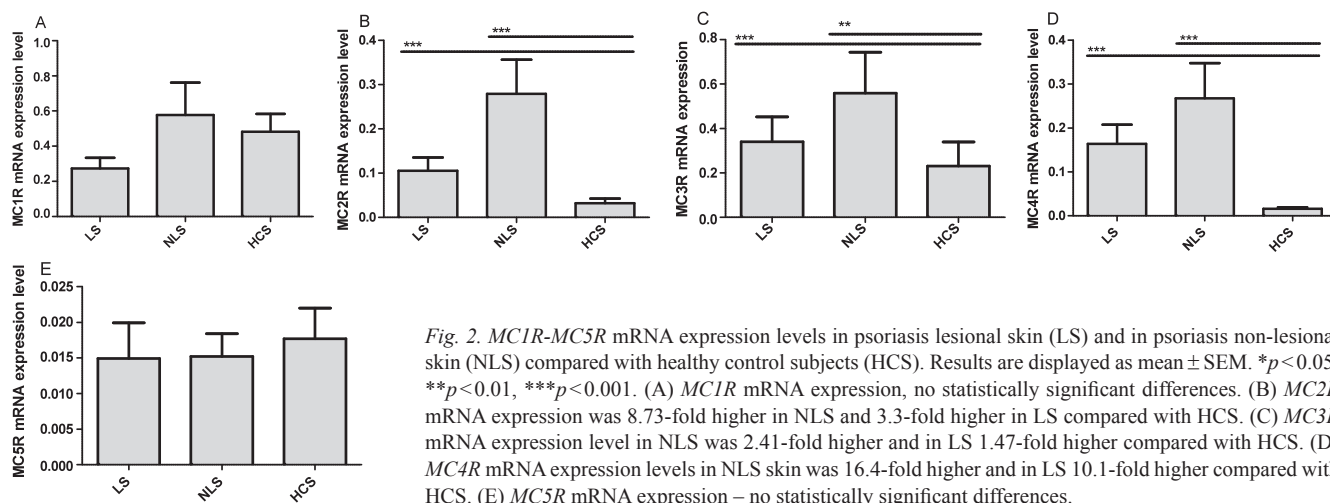 A
MC1R mRNA expression level
1.0
0.8
0.6
0.4
0.2
0.0
LS
NLS
HCS
B
MC2R mRNA expression level
0.4
0.3
0.2
0.1
0.0
***
***
LS
NLS
HCS
C
MC3R mRNA expression
0.8
0.6
0.4
0.2
0.0
***
**
LS
NLS
HCS
D
MC4R mRNA expression level
0.4
0.3
0.2
0.1
0.0
***
***
LS
NLS
HCS
E
MC5R mRNA expression level
0.025
0.020
0.015
0.010
0.005
0.000
LS
NLS
HCS
Fig. 2. MC1R-MC5R mRNA expression levels in psoriasis lesional skin (LS) and in psoriasis non-lesional
skin (NLS) compared with healthy control subjects (HCS). Results are displayed as mean ± SEM. *p<0.05
**p<0.01, ***p<0.001. (A) MC1R mRNA expression, no statistically significant differences. (B) MC2R
mRNA expression was 8.73-fold higher in NLS and 3.3-fold higher in LS compared with HCS. (C) MC3R
mRNA expression level in NLS was 2.41-fold higher and in LS 1.47-fold higher compared with HCS. (D)
MC4R mRNA expression levels in NLS skin was 16.4-fold higher and in LS 10.1-fold higher compared with
HCS. (E) MC5R mRNA expression – no statistically significant differences.